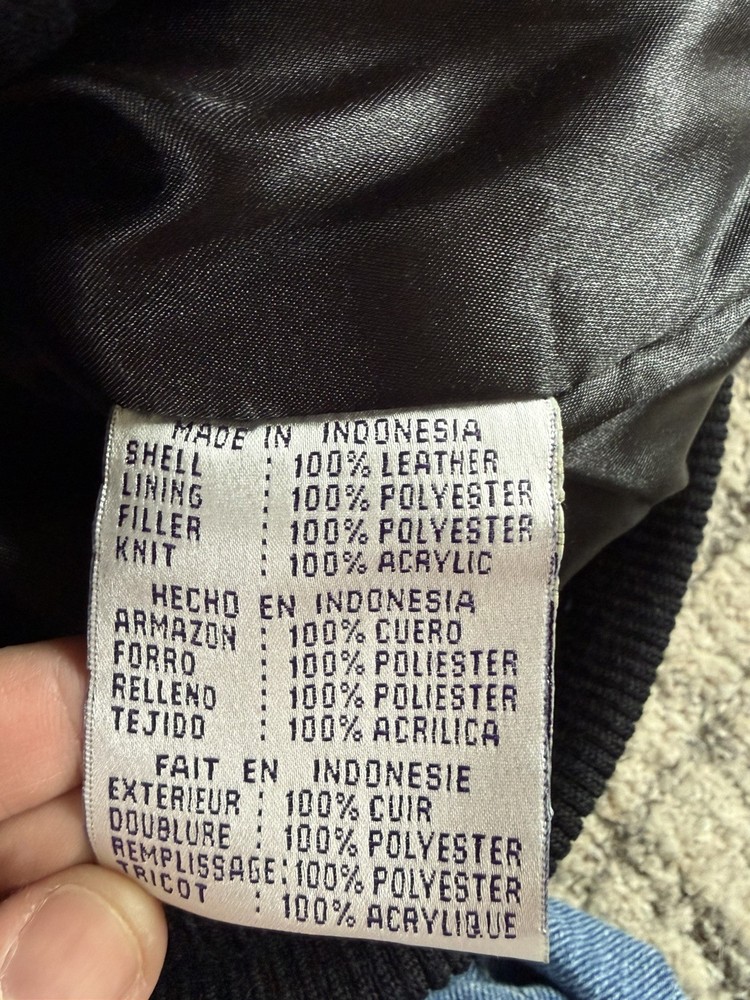 MADE IN INDONESIA
SHELL : 100% LEATHER
LINING : 100% POLYESTER
FILLER : 100% POLYESTER
KNIT : 100% ACRYLIC
HECHO EN INDONESIA
ARMAZON : 100% CUERO
FORRO : 100% POLIESTER
RELLENO : 100% POLIESTER
TEJIDO : 100% ACRILICA
FAIT EN INDONESIE
EXTERIEUR : 100% CUIR
DOUBLURE : 100% POLYESTER
REMPLISSAGE : 100% POLYESTER
TRICOT : 100% ACRYLIQUE